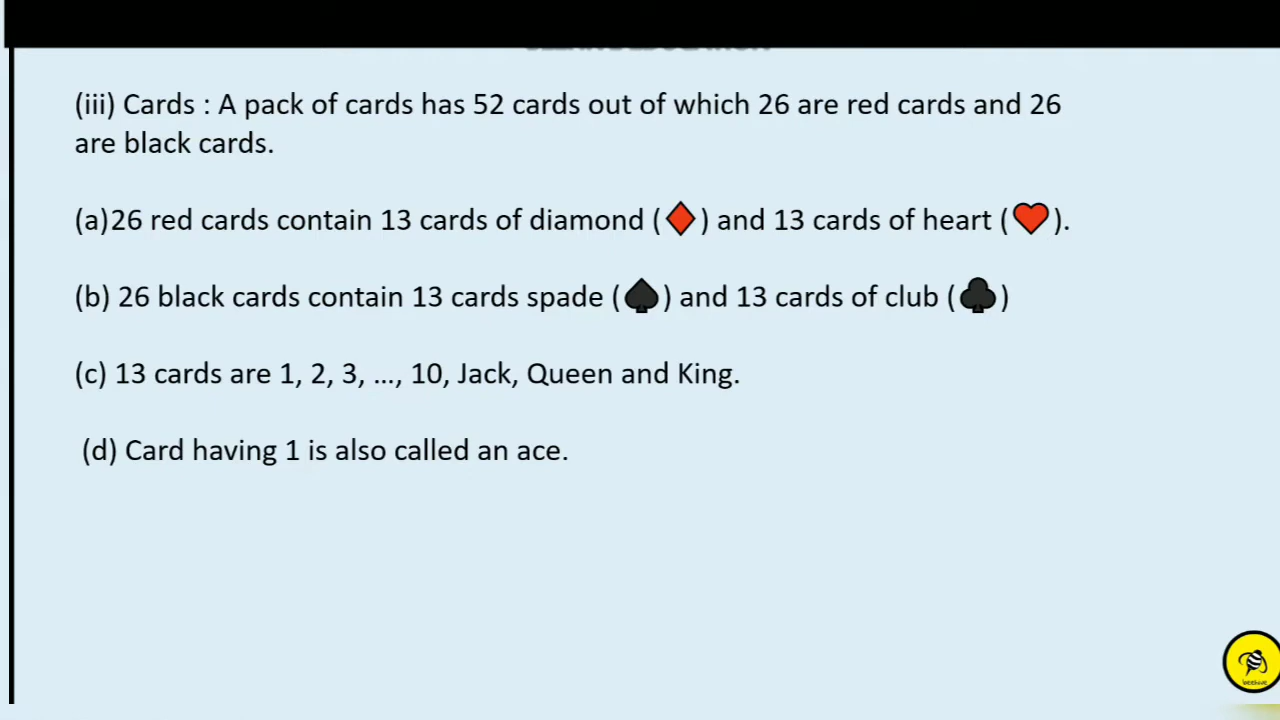 (iii) Cards : A pack of cards has 52 cards out of which 26 are red cards and 26
are black cards.
(a)26 red cards contain 13 cards of diamond (♦) and 13 cards of heart (♥).
(b) 26 black cards contain 13 cards spade (♠) and 13 cards of club (♣)
(c) 13 cards are 1, 2, 3, ..., 10, Jack, Queen and King.
(d) Card having 1 is also called an ace.
beehive